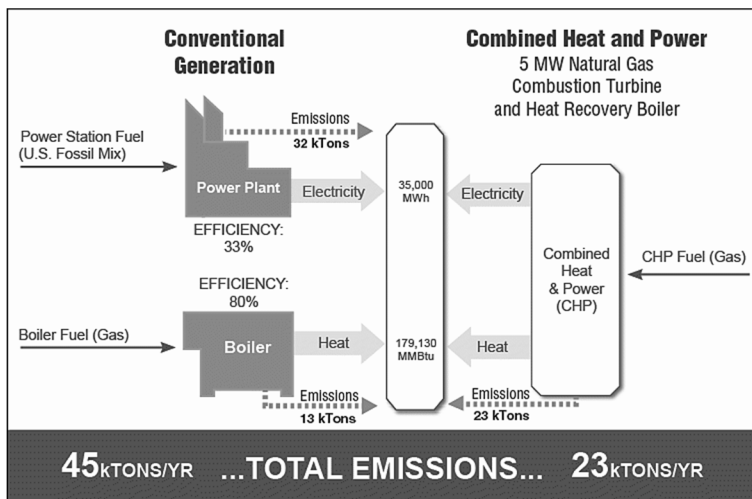 Conventional
Generation
Combined Heat and Power
5 MW Natural Gas
Combustion Turbine
and Heat Recovery Boiler
Emissions
32 kTons
Power Station Fuel
(U.S. Fossil Mix)
Power Plant
Electricity
35,000
MWh
Electricity
EFFICIENCY:
33%
Combined
Heat
& Power
(CHP)
CHP Fuel (Gas)
EFFICIENCY:
80%
Boiler Fuel (Gas)
Boiler
Heat
179,130
MMBtu
Heat
Emissions
13 kTons
Emissions
23 kTons
45kTONS/YR ...TOTAL EMISSIONS... 23kTONS/YR